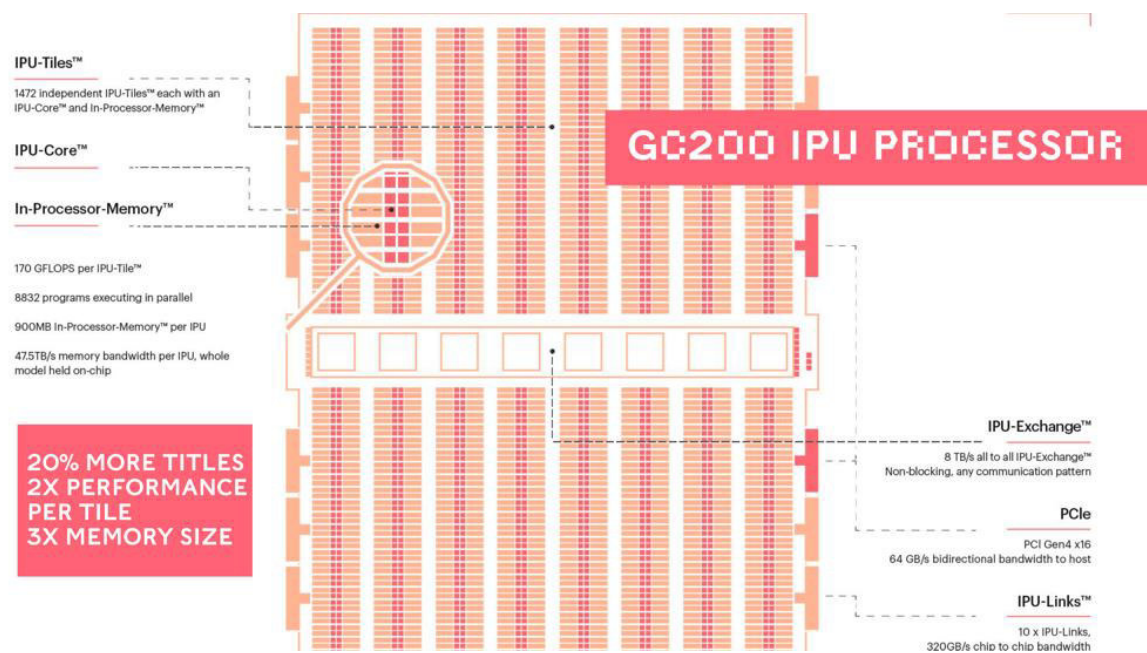 IPU-Tiles™
1472 independent IPU-Tiles™ each with an
IPU-Core™ and In-Processor-Memory™
GC200 IPU PROCESSOR
IPU-Core™
In-Processor-Memory™
170 GFLOPS per IPU-Tile™
8832 programs executing in parallel
900MB In-Processor-Memory™ per IPU
47.5TB/s memory bandwidth per IPU, whole
model held on-chip
20% MORE TITLES
2X PERFORMANCE
PER TILE
3X MEMORY SIZE
IPU-Exchange™
8 TB/s all to all IPU-Exchange™
Non-blocking, any communication pattern
PCIe
PCI Gen4 x16
64 GB/s bidirectional bandwidth to host
IPU-Links™
10 x IPU-Links,
320GB/s chip to chip bandwidth